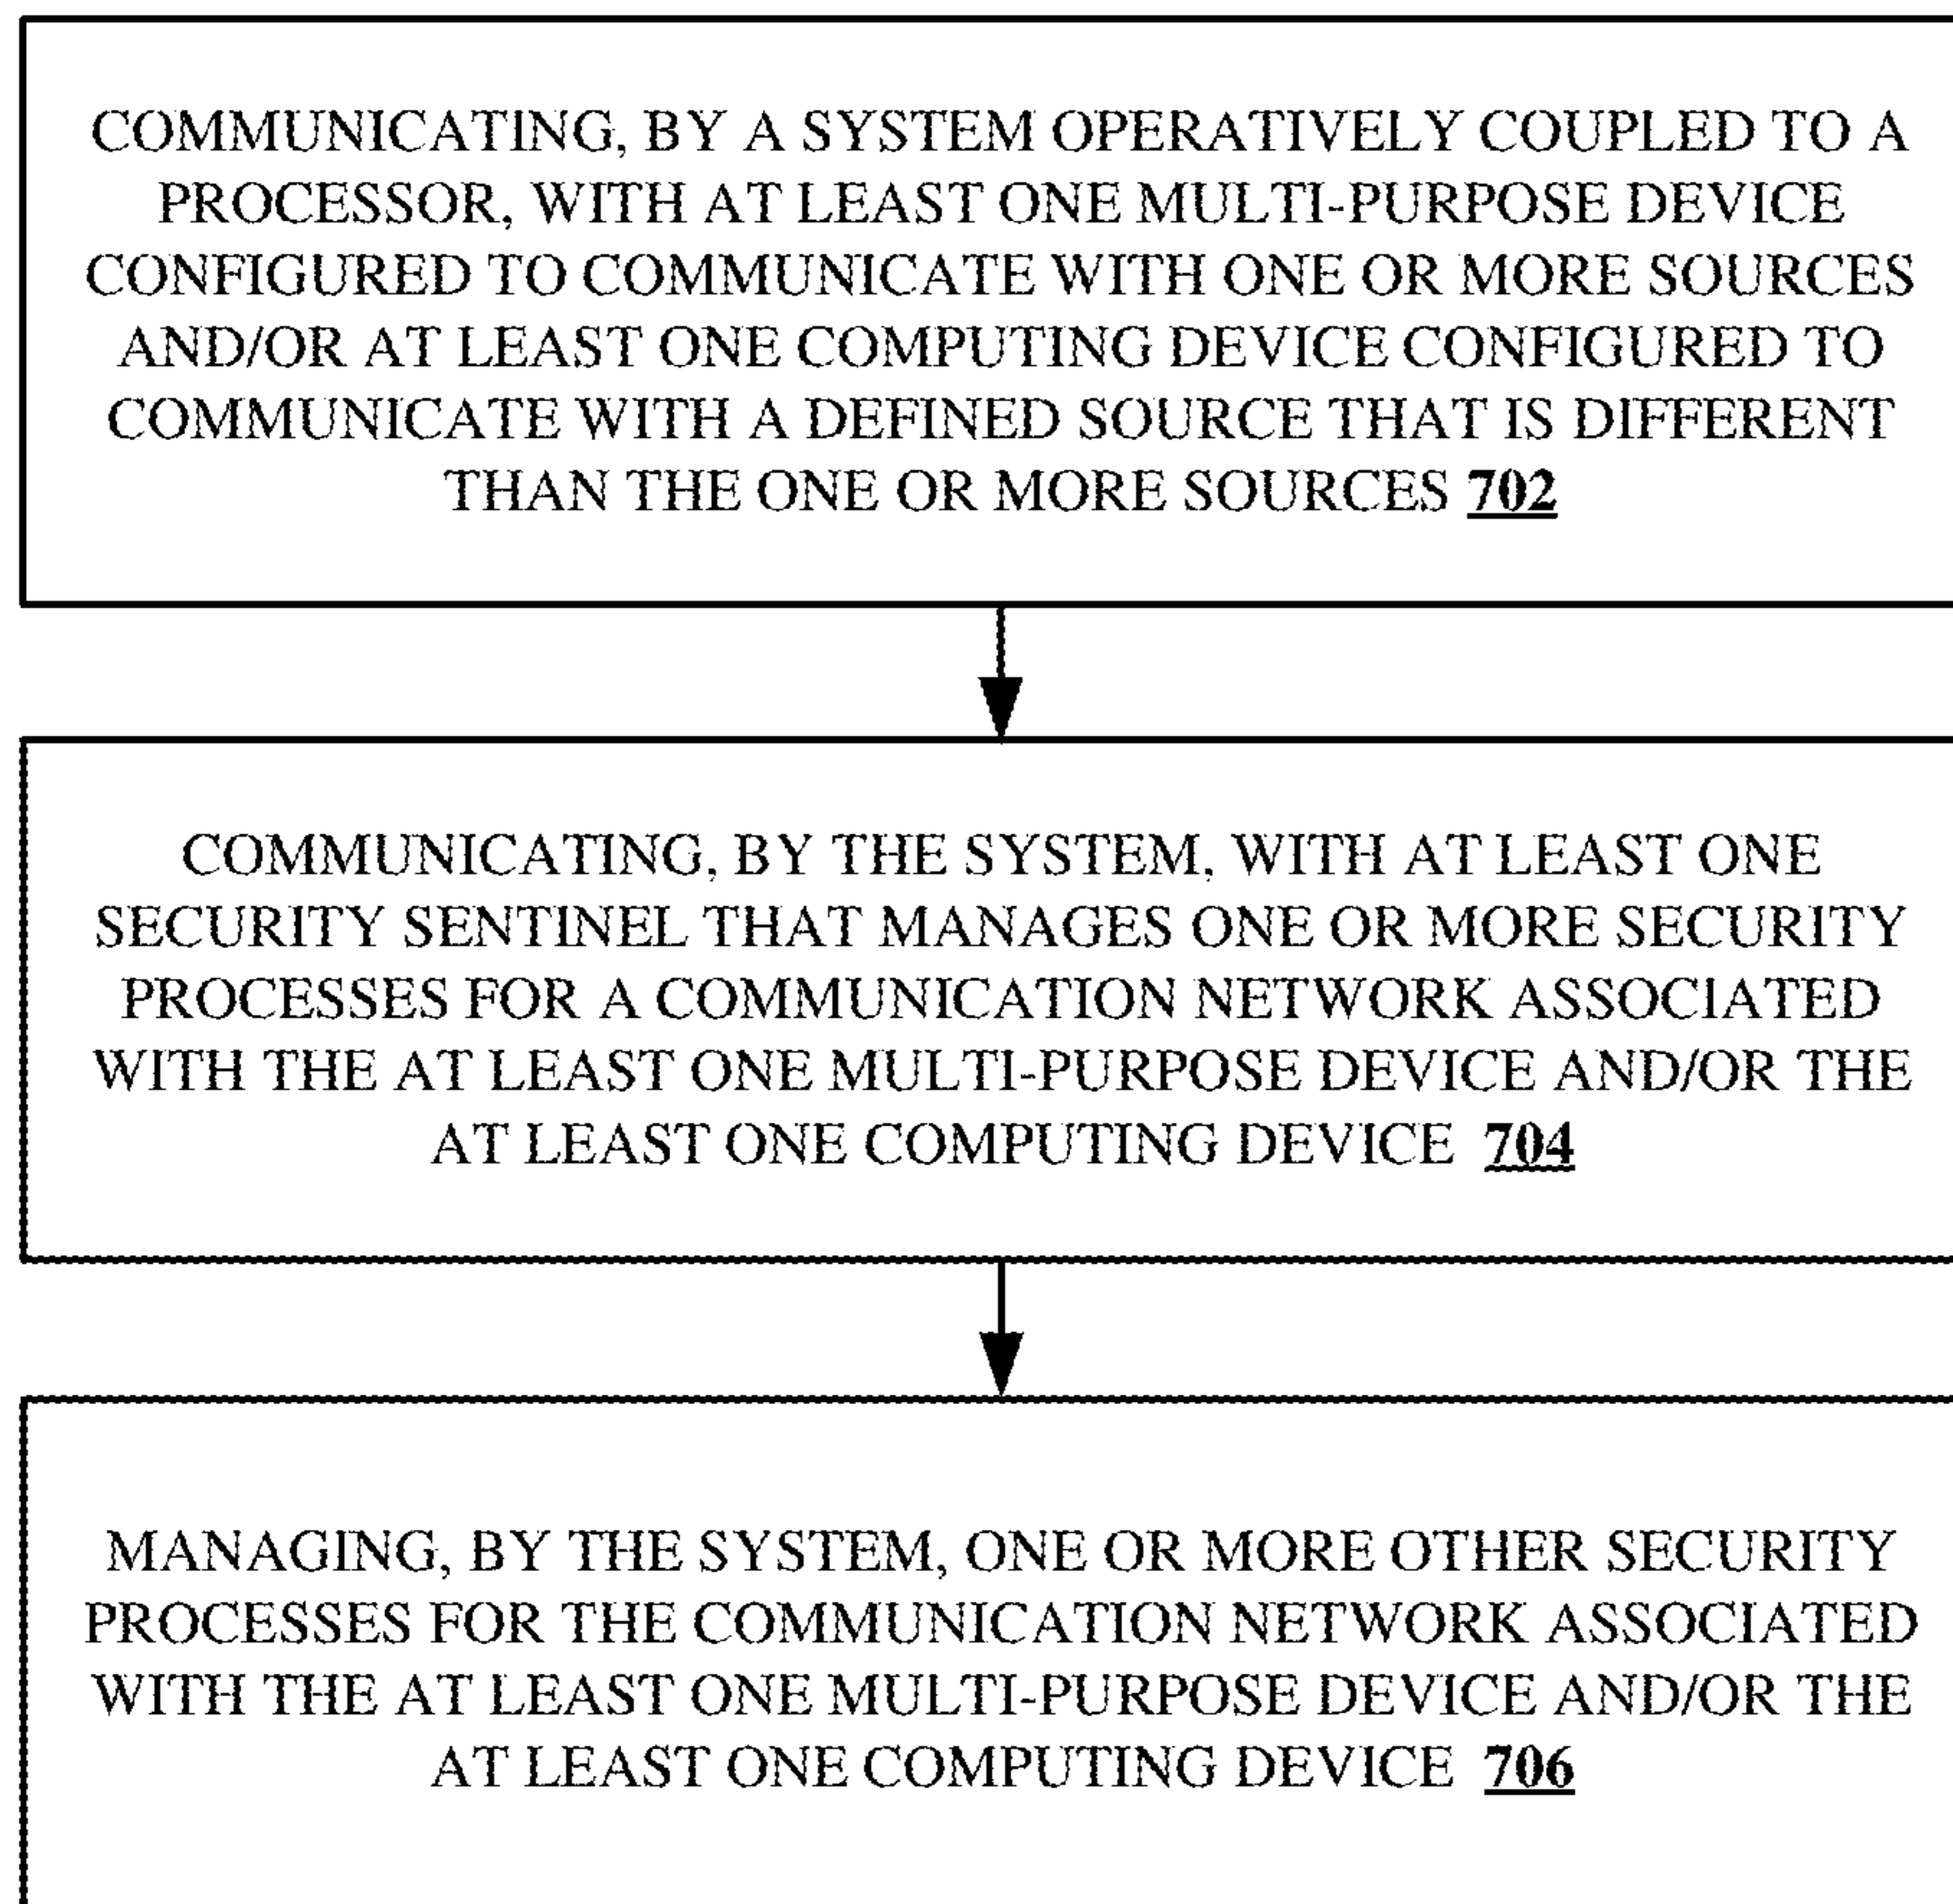 COMMUNICATING, BY A SYSTEM OPERATIVELY COUPLED TO A
PROCESSOR, WITH AT LEAST ONE MULTI-PURPOSE DEVICE
CONFIGURED TO COMMUNICATE WITH ONE OR MORE SOURCES
AND/OR AT LEAST ONE COMPUTING DEVICE CONFIGURED TO
COMMUNICATE WITH A DEFINED SOURCE THAT IS DIFFERENT
THAN THE ONE OR MORE SOURCES 702
COMMUNICATING, BY THE SYSTEM, WITH AT LEAST ONE
SECURITY SENTINEL THAT MANAGES ONE OR MORE SECURITY
PROCESSES FOR A COMMUNICATION NETWORK ASSOCIATED
WITH THE AT LEAST ONE MULTI-PURPOSE DEVICE AND/OR THE
AT LEAST ONE COMPUTING DEVICE 704
MANAGING, BY THE SYSTEM, ONE OR MORE OTHER SECURITY
PROCESSES FOR THE COMMUNICATION NETWORK ASSOCIATED
WITH THE AT LEAST ONE MULTI-PURPOSE DEVICE AND/OR THE
AT LEAST ONE COMPUTING DEVICE 706